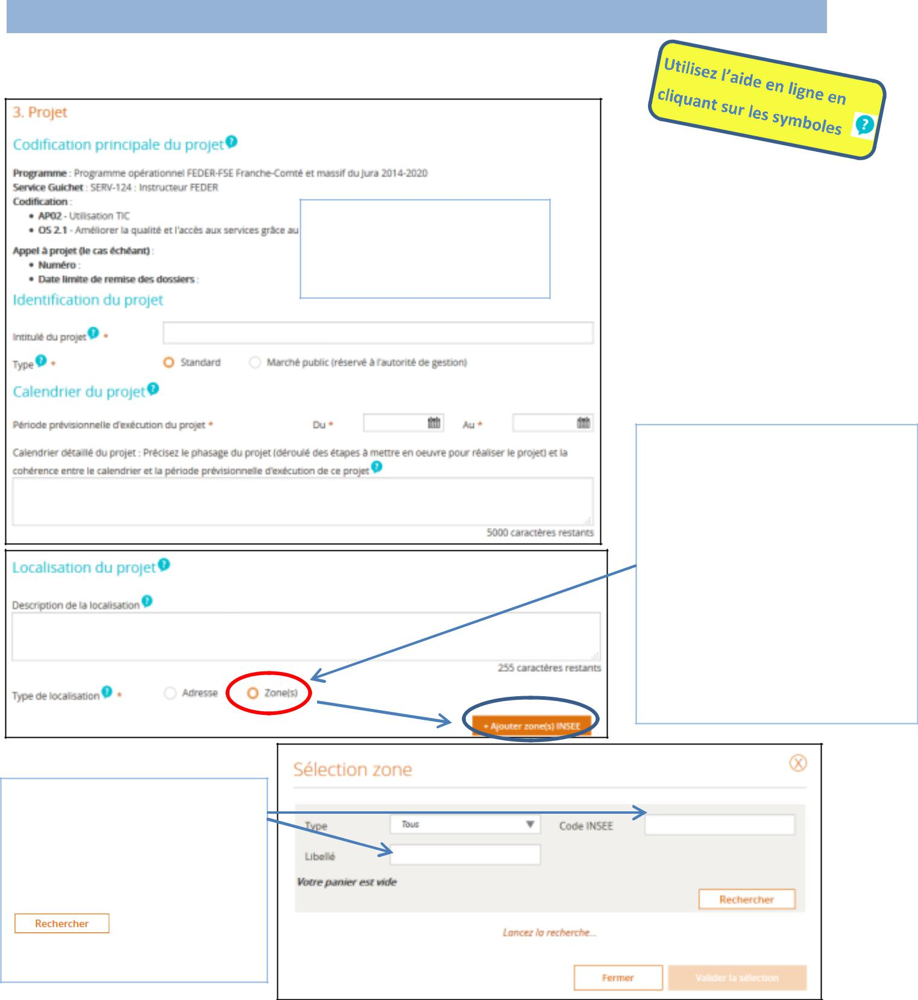 Utilisez l'aide en ligne en
cliquant sur les symboles ?
3. Projet
Codification principale du projet ?
Programme : Programme opérationnel FEDER-FSE Franche-Comté et massif du Jura 2014-2020
Service Guichet : SERV-124 : Instructeur FEDER
Codification :
• AP02 - Utilisation TIC
• OS 2.1 - Améliorer la qualité et l'accès aux services grâce au
Appel à projet (le cas échéant) :
• Numéro :
• Date limite de remise des dossiers :
Identification du projet
Intitulé du projet ? *
Type ? * Standard Marché public (réservé à l'autorité de gestion)
Calendrier du projet ?
Période prévisionnelle d'exécution du projet * Du * Au *
Calendrier détaillé du projet : Précisez le phasage du projet (déroulé des étapes à mettre en oeuvre pour réaliser le projet) et la
cohérence entre le calendrier et la période prévisionnelle d'exécution de ce projet ?
5000 caractères restants
Localisation du projet ?
Description de la localisation ?
255 caractères restants
Type de localisation ? * Adresse Zone(s)
+ Ajouter zone(s) INSEE
Sélection zone X
Type Tous Code INSEE
Libellé
Votre panier est vide
Rechercher
Rechercher
Lancez la recherche...
Fermer Valider la sélection